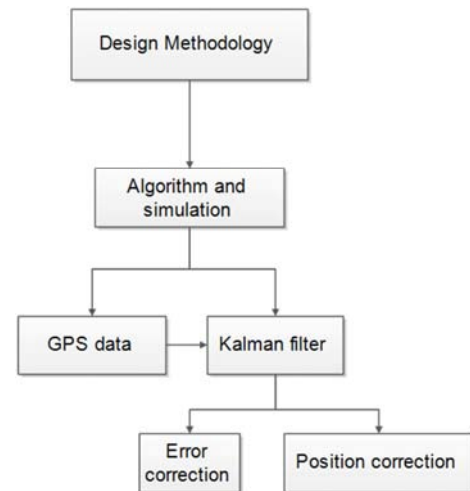 Design Methodology
Algorithm and
simulation
GPS data
Kalman filter
Error
correction
Position correction